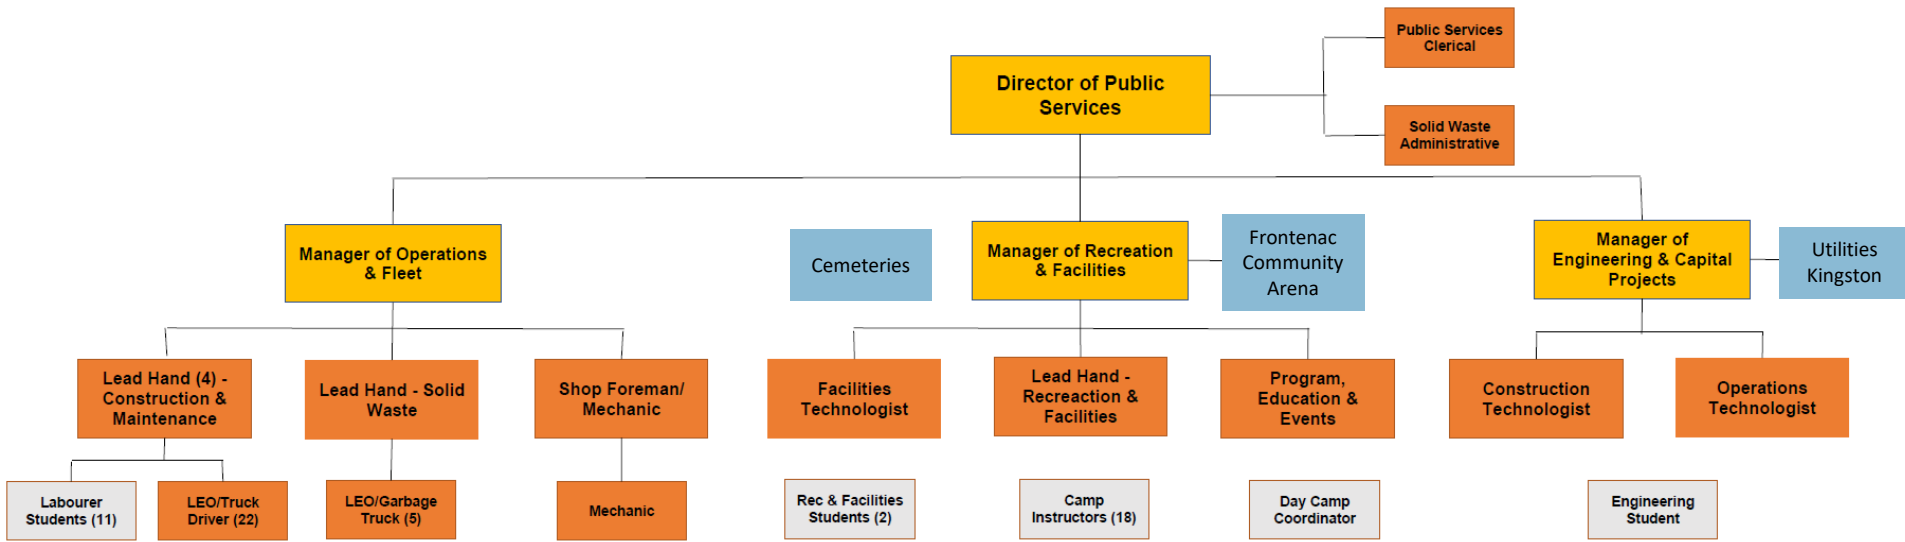 Public Services
Clerical
Director of Public
Services
Solid Waste
Administrative
Manager of Operations
& Fleet
Cemeteries
Manager of Recreation
& Facilities
Frontenac
Community
Arena
Manager of
Engineering & Capital
Projects
Utilities
Kingston
Lead Hand (4) -
Construction &
Maintenance
Lead Hand - Solid
Waste
Shop Foreman/
Mechanic
Facilities
Technologist
Lead Hand -
Recreaction &
Facilities
Program,
Education &
Events
Construction
Technologist
Operations
Technologist
Labourer
Students (11)
LEO/Truck
Driver (22)
LEO/Garbage
Truck (5)
Mechanic
Rec & Facilities
Students (2)
Camp
Instructors (18)
Day Camp
Coordinator
Engineering
Student